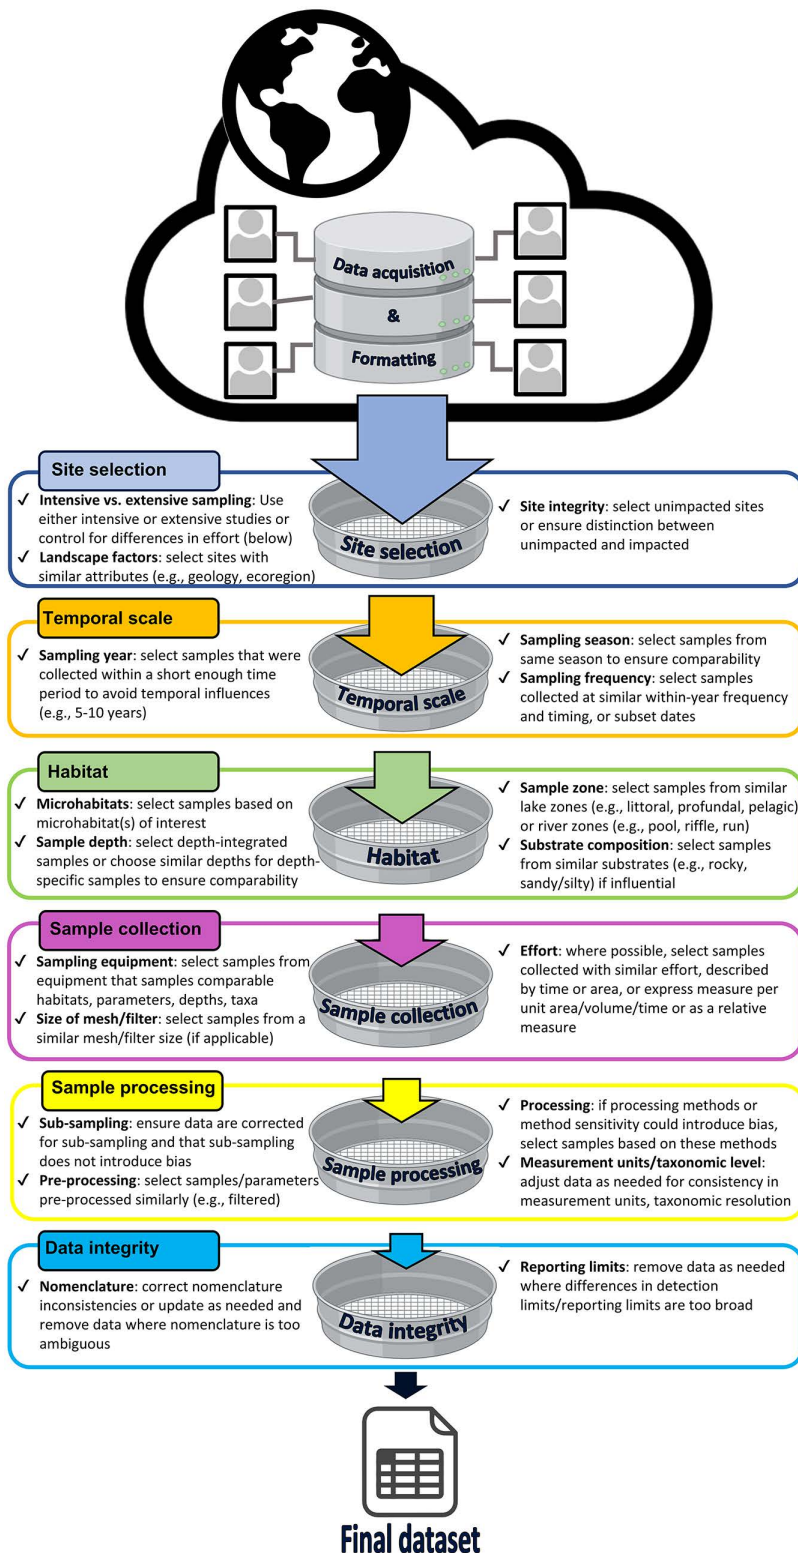 Data acquisition
&
Formatting
Site selection
✓ Intensive vs. extensive sampling: Use
either intensive or extensive studies or
control for differences in effort (below)
✓ Landscape factors: select sites with
similar attributes (e.g., geology, ecoregion)
Site selection
✓ Site integrity: select unimpacted sites
or ensure distinction between
unimpacted and impacted
Temporal scale
✓ Sampling year: select samples that were
collected within a short enough time
period to avoid temporal influences
(e.g., 5-10 years)
Temporal scale
✓ Sampling season: select samples from
same season to ensure comparability
✓ Sampling frequency: select samples
collected at similar within-year frequency
and timing, or subset dates
Habitat
✓ Microhabitats: select samples based on
microhabitat(s) of interest
✓ Sample depth: select depth-integrated
samples or choose similar depths for depth-
specific samples to ensure comparability
Habitat
✓ Sample zone: select samples from similar
lake zones (e.g., littoral, profundal, pelagic)
or river zones (e.g., pool, riffle, run)
✓ Substrate composition: select samples
from similar substrates (e.g., rocky,
sandy/silty) if influential
Sample collection
✓ Sampling equipment: select samples from
equipment that samples comparable
habitats, parameters, depths, taxa
✓ Size of mesh/filter: select samples from a
similar mesh/filter size (if applicable)
Sample collection
✓ Effort: where possible, select samples
collected with similar effort, described
by time or area, or express measure per
unit area/volume/time or as a relative
measure
Sample processing
✓ Sub-sampling: ensure data are corrected
for sub-sampling and that sub-sampling
does not introduce bias
✓ Pre-processing: select samples/parameters
pre-processed similarly (e.g., filtered)
Sample processing
✓ Processing: if processing methods or
method sensitivity could introduce bias,
select samples based on these methods
✓ Measurement units/taxonomic level:
adjust data as needed for consistency in
measurement units, taxonomic resolution
Data integrity
✓ Nomenclature: correct nomenclature
inconsistencies or update as needed and
remove data where nomenclature is too
ambiguous
Data integrity
✓ Reporting limits: remove data as needed
where differences in detection
limits/reporting limits are too broad
Final dataset